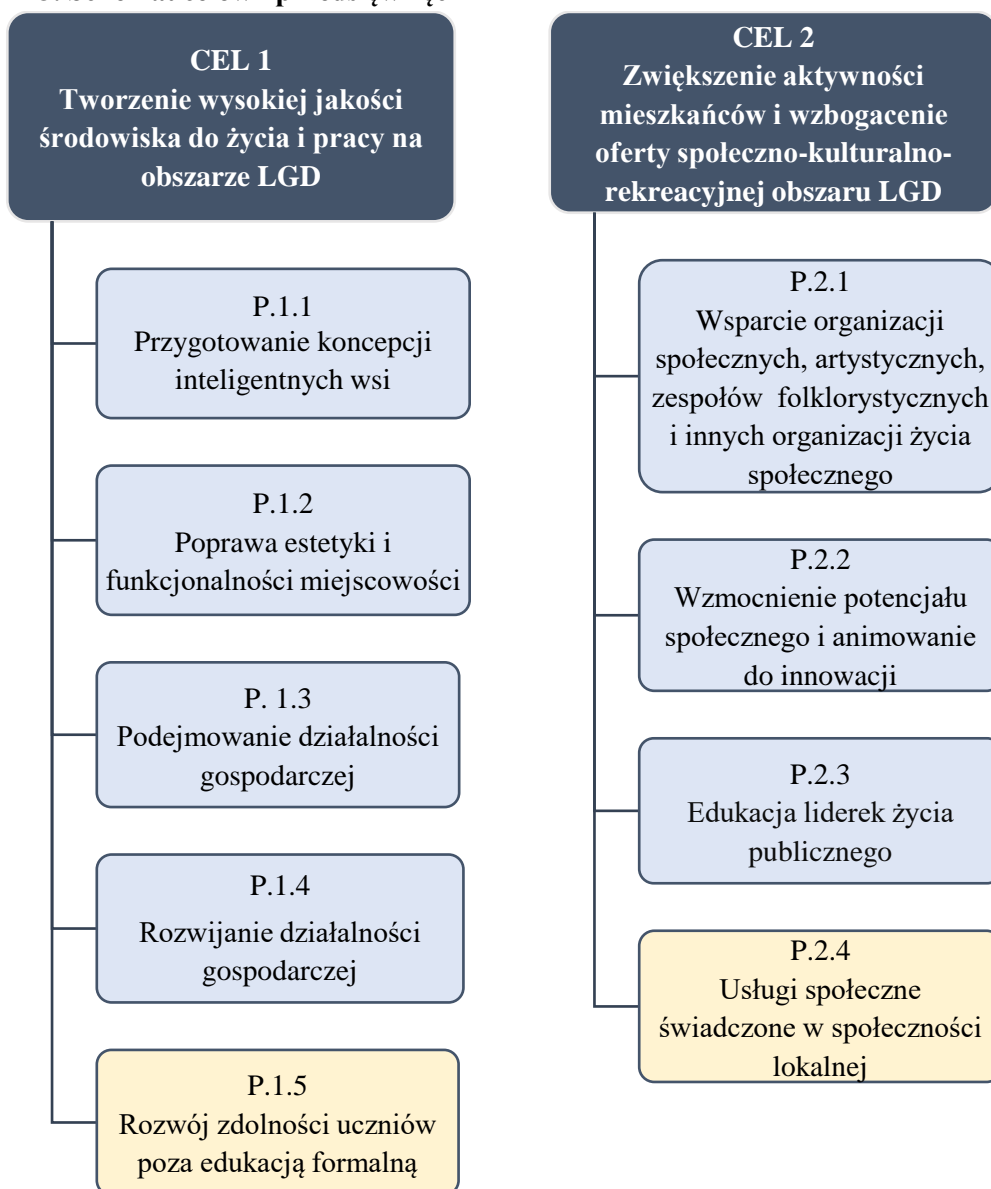 CEL 1
Tworzenie wysokiej jakości
środowiska do życia i pracy na
obszarze LGD
P.1.1
Przygotowanie koncepcji
inteligentnych wsi
P.1.2
Poprawa estetyki i
funkcjonalności miejscowości
P. 1.3
Podejmowanie działalności
gospodarczej
P.1.4
Rozwijanie działalności
gospodarczej
P.1.5
Rozwój zdolności uczniów
poza edukacją formalną
CEL 2
Zwiększenie aktywności
mieszkańców i wzbogacenie
oferty społeczno-kulturalno-
rekreacyjnej obszaru LGD
P.2.1
Wsparcie organizacji
społecznych, artystycznych,
zespołów folklorystycznych
i innych organizacji życia
społecznego
P.2.2
Wzmocnienie potencjału
społecznego i animowanie
do innowacji
P.2.3
Edukacja liderek życia
publicznego
P.2.4
Usługi społeczne
świadczone w społeczności
lokalnej